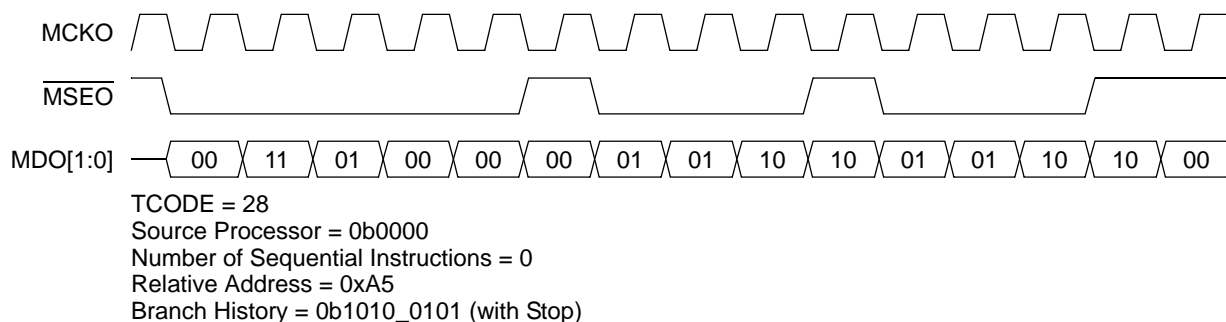 MCKO
MSEO
MDO[1:0] 00 11 01 00 00 00 01 01 10 10 01 01 10 10 00
TCODE = 28
Source Processor = 0b0000
Number of Sequential Instructions = 0
Relative Address = 0xA5
Branch History = 0b1010_0101 (with Stop)